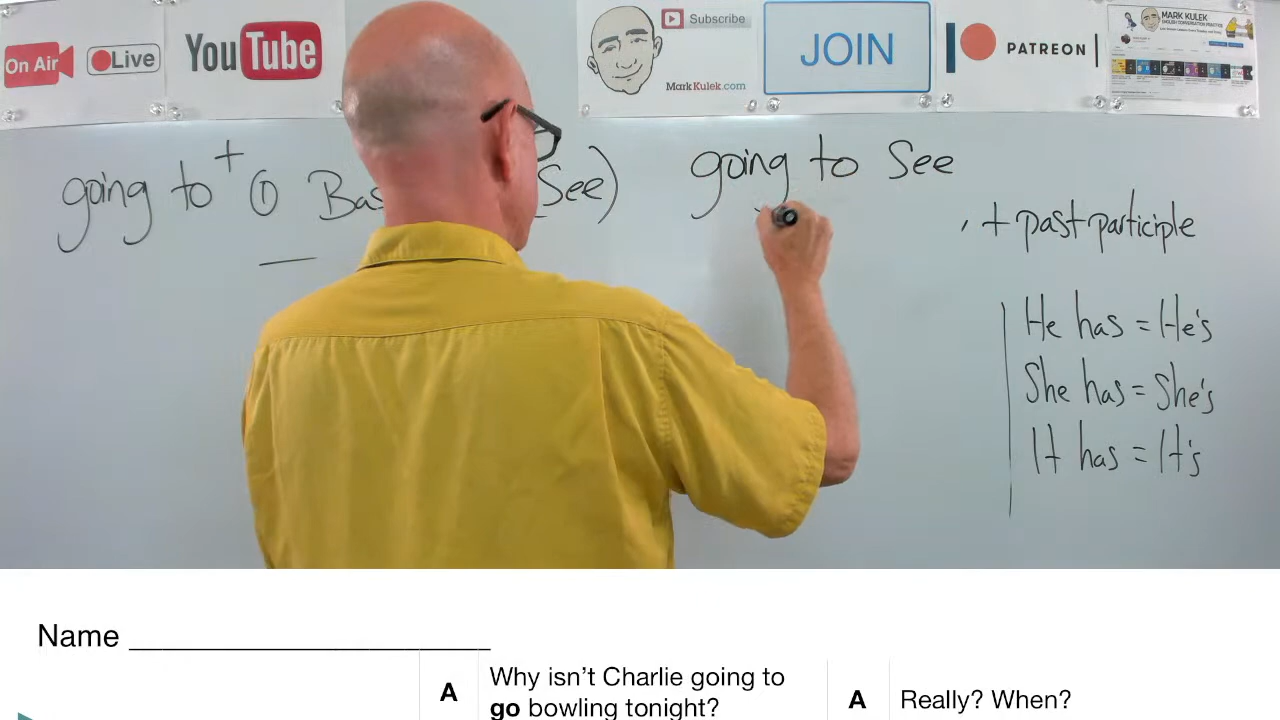 On Air
Live
YouTube
Subscribe
MarkKulek.com
JOIN
PATREON
MARK KULEK
going to + ① Bas See)
going to See
, + past participle
He has = He's
She has = She's
It has = It's
Name
A Why isn't Charlie going to
go bowling tonight?
A Really? When?